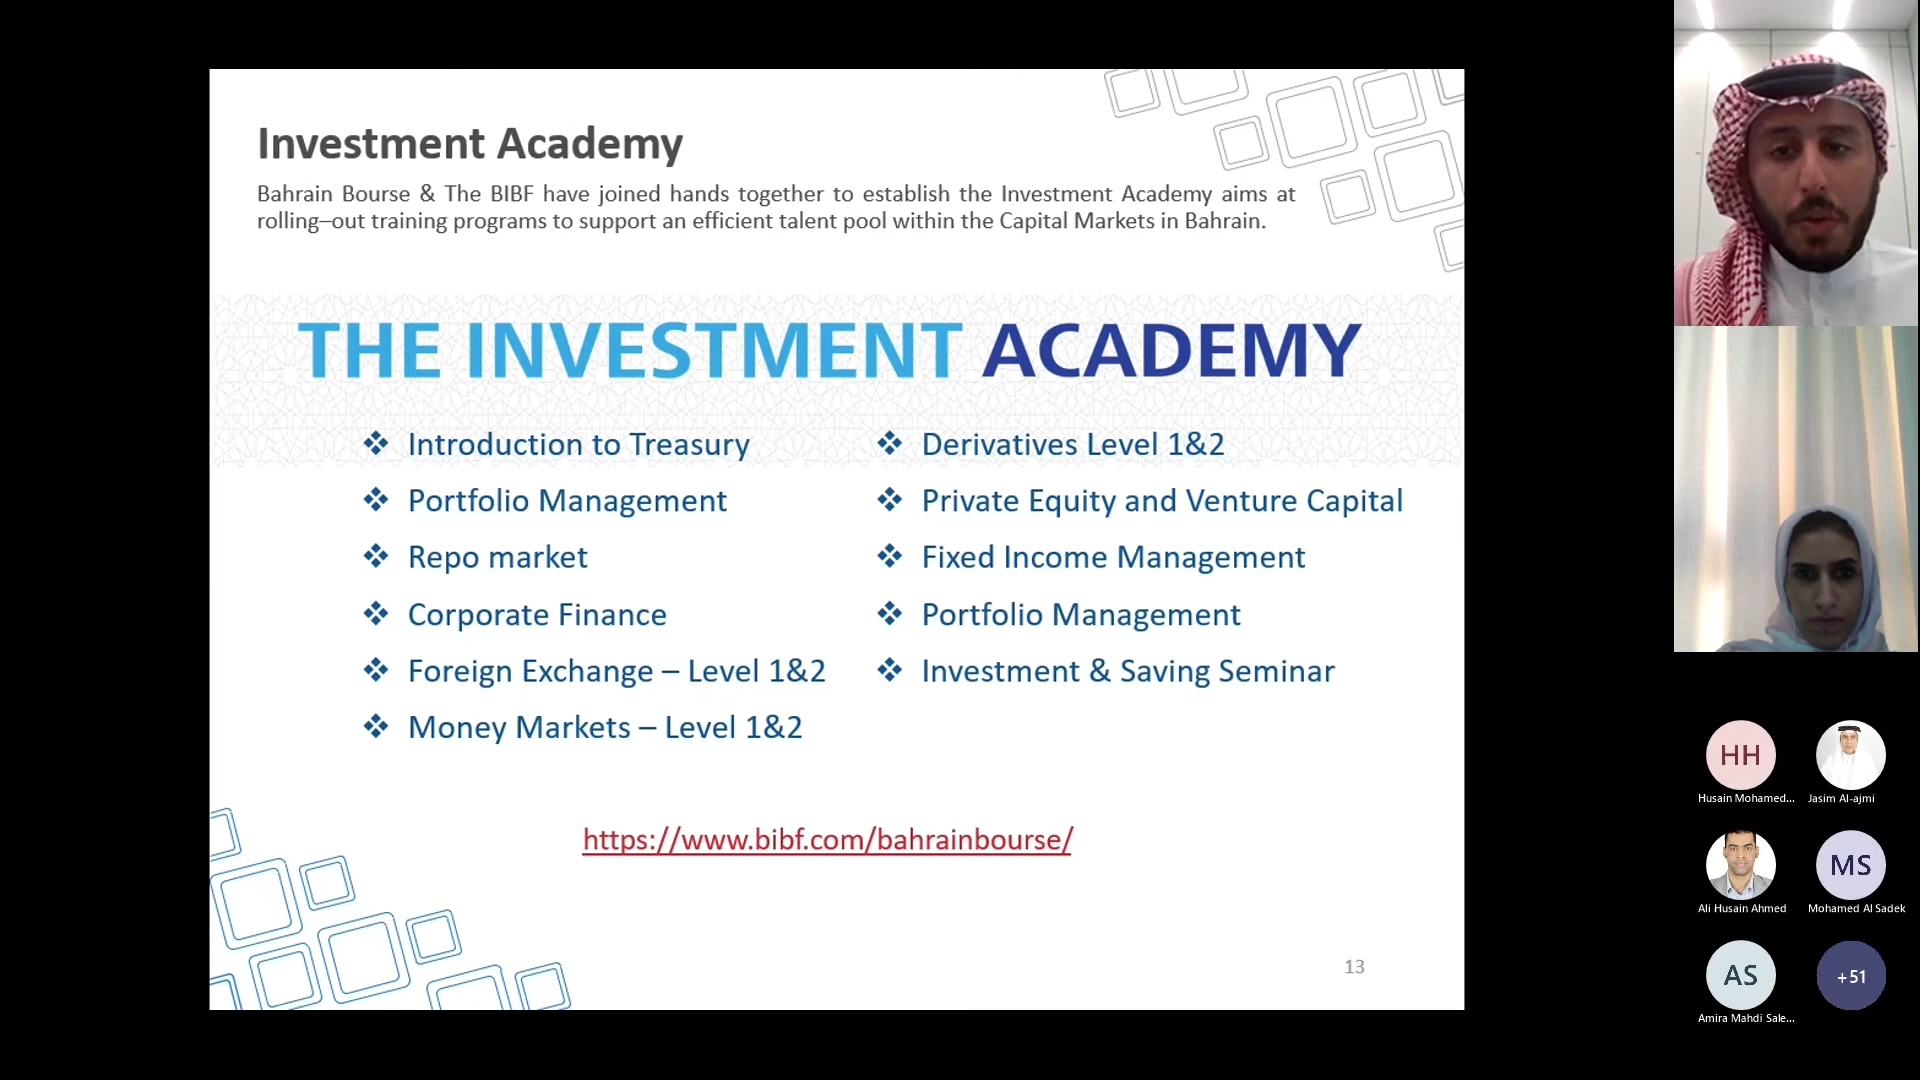 Investment Academy
Bahrain Bourse & The BIBF have joined hands together to establish the Investment Academy aims at
rolling–out training programs to support an efficient talent pool within the Capital Markets in Bahrain.
THE INVESTMENT ACADEMY
Introduction to Treasury
Portfolio Management
Repo market
Corporate Finance
Foreign Exchange – Level 1&2
Money Markets – Level 1&2
Derivatives Level 1&2
Private Equity and Venture Capital
Fixed Income Management
Portfolio Management
Investment & Saving Seminar
https://www.bibf.com/bahrainbourse/
13
HH
Husain Mohamed...
Jasim Al-ajmi
Ali Husain Ahmed
MS
Mohamed Al Sadek
AS
Amira Mahdi Sale...
+51